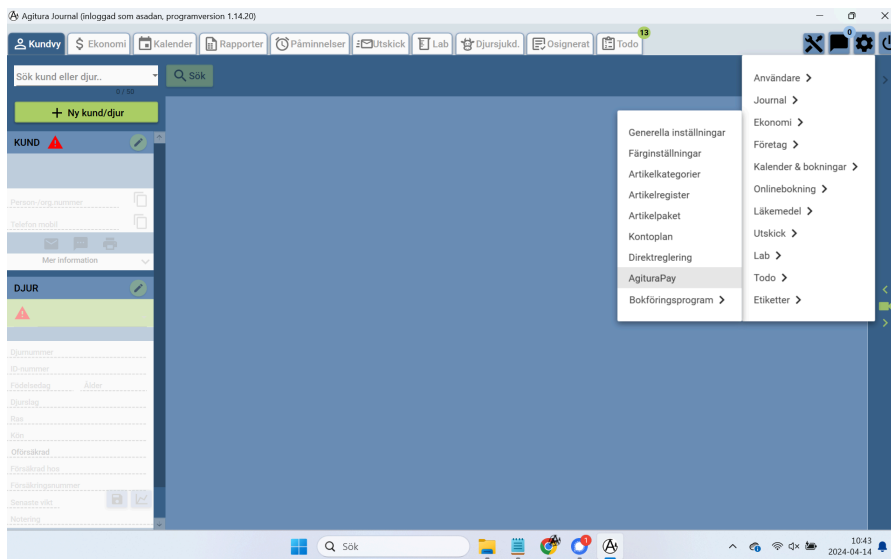 Agitura Journal (inloggad som asadan, programversion 1.14.20)
Kundvy
Ekonomi
Kalender
Rapporter
Påminnelser
Utskick
Lab
Djursjukd.
Osignerat
Todo
13
0
Sök kund eller djur..
0 / 50
Sök
+ Ny kund/djur
KUND
Person-/org.nummer
Telefon mobil
Mer information
DJUR
Djurnummer
ID-nummer
Födelsedag Ålder
Djurslag
Ras
Kön
Oförsäkrad
Försäkrad hos
Försäkringsnummer
Senaste vikt
Notering
Generella inställningar
Färginställningar
Artikelkategorier
Artikelregister
Artikelpaket
Kontoplan
Direktreglering
AgituraPay
Bokföringsprogram
Användare
Journal
Ekonomi
Företag
Kalender & bokningar
Onlinebokning
Läkemedel
Utskick
Lab
Todo
Etiketter
Sök
1
10:43
2024-04-14